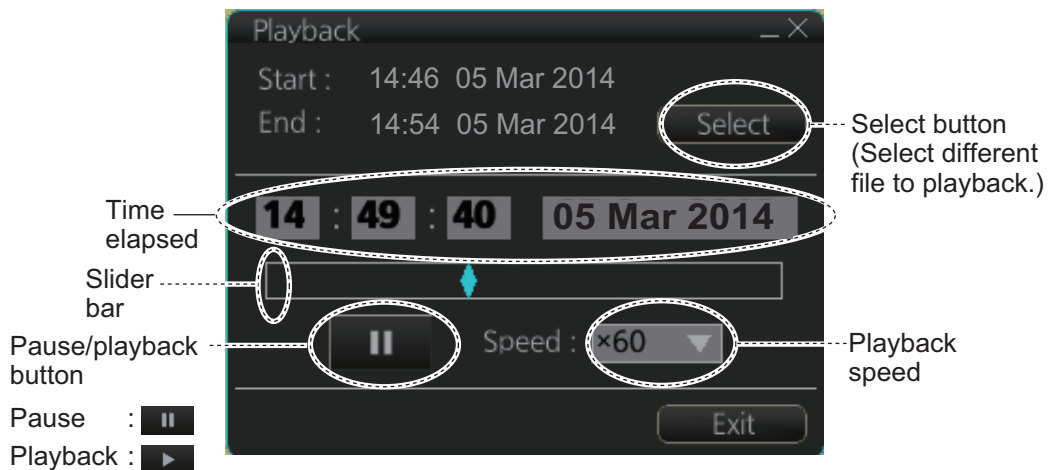 Playback
Start : 14:46 05 Mar 2014
End : 14:54 05 Mar 2014
Select
Select button
(Select different
file to playback.)
Time
elapsed
14 : 49 : 40 05 Mar 2014
Slider
bar
Pause/playback
button
Speed : ×60
Playback
speed
Pause :
Playback :
Exit